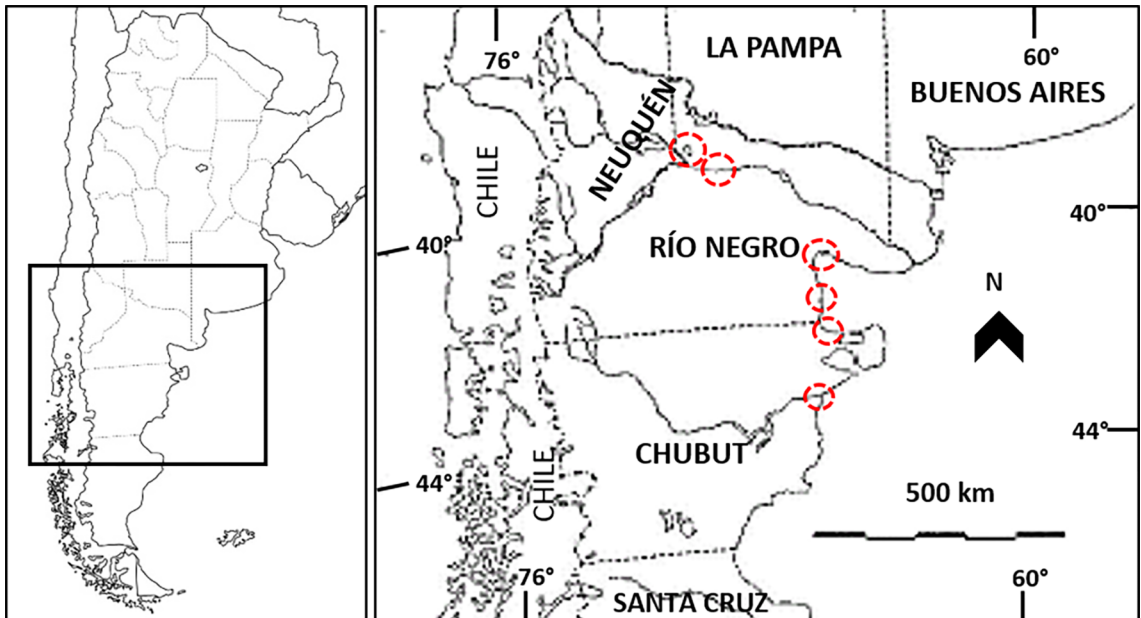 LA PAMPA
76°
60°
BUENOS AIRES
NEUQUÉN
CHILE
40°
RÍO NEGRO
40°
N
CHUBUT
44°
44°
CHILE
500 km
76°
60°
SANTA CRUZ